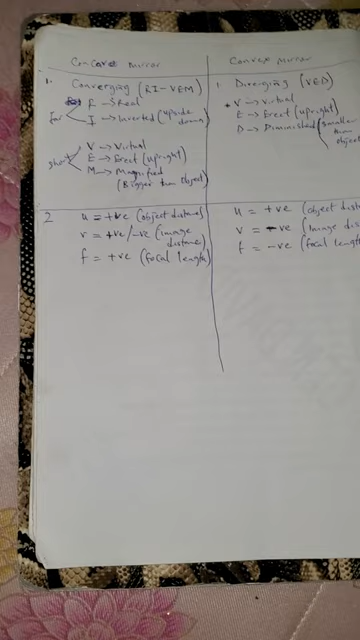 Concave Mirror
1. Converging (RI-VEM)
far
R → Real
I → Inverted (upside down)
short
V → Virtual
E → Erect (upright)
M → Magnified
(Bigger than Object)
2 u = +ve (object distance)
v = +ve/-ve (image distance)
f = +ve (focal length)
Convex Mirror
1. Diverging (VED)
V → Virtual
E → Erect (upright)
D → Diminished (smaller than object
u = +ve (object dista
v = -ve (image dist
f = -ve (focal length